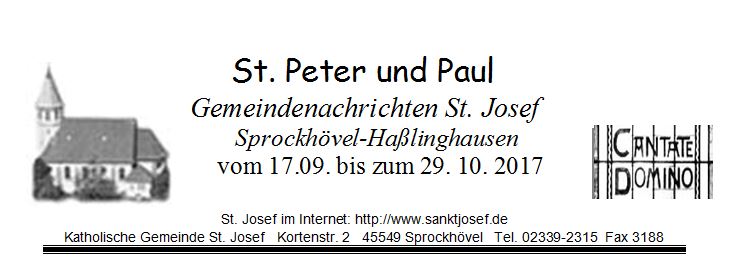 St. Peter und Paul
Gemeindenachrichten St. Josef
Sprockhövel-Haßlinghausen
vom 17.09. bis zum 29. 10. 2017
CANTATE
DOMINO
St. Josef im Internet: http://www.sanktjosef.de
Katholische Gemeinde St. Josef Kortenstr. 2 45549 Sprockhövel Tel. 02339-2315 Fax 3188